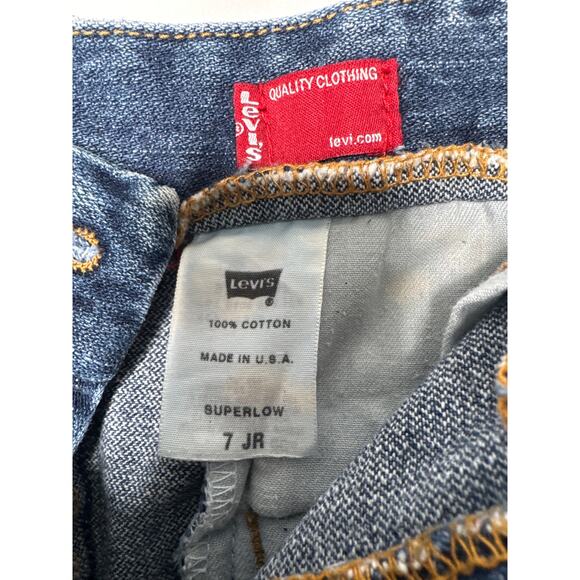 QUALITY CLOTHING
LEVI'S
®
levi.com
Levi's
®
100% COTTON
MADE IN U.S.A.
SUPERLOW
7 JR